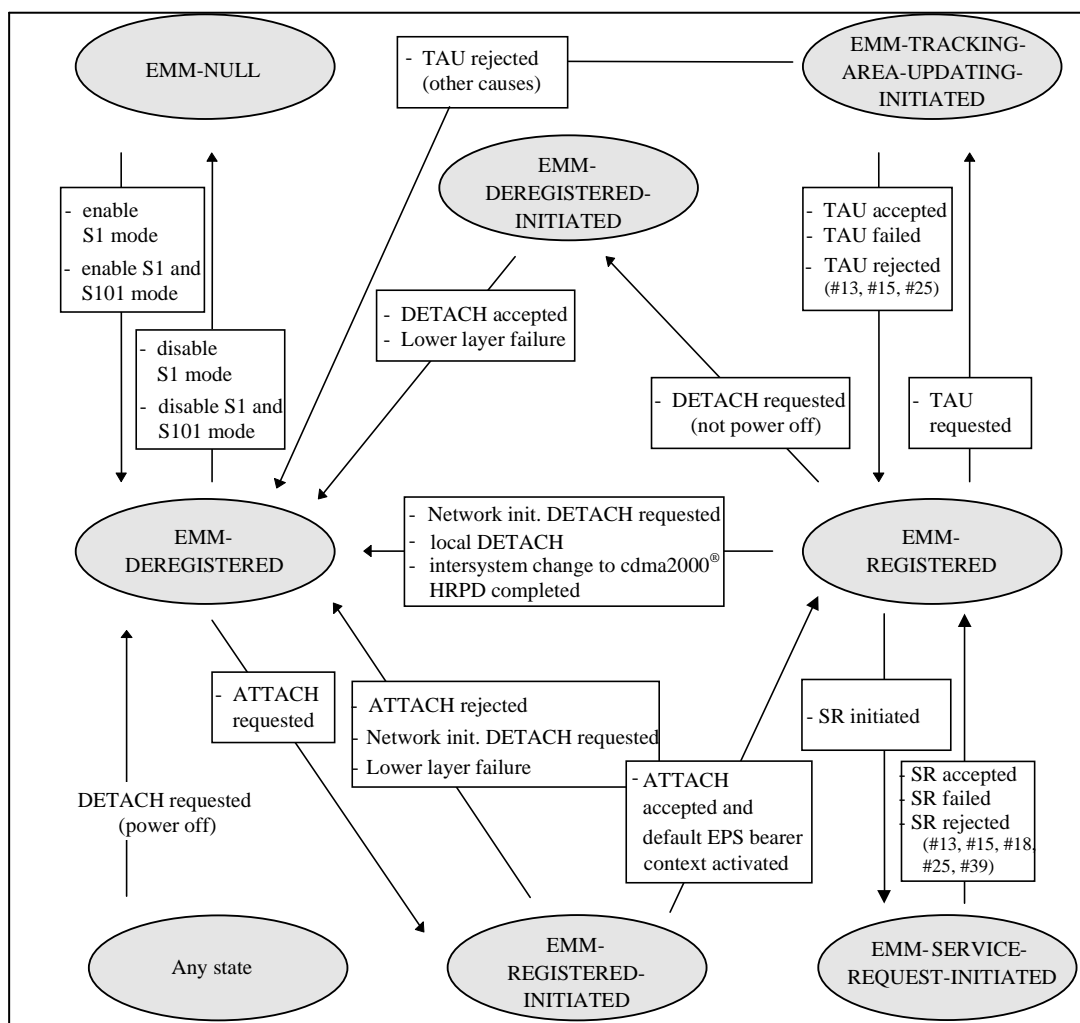 EMM-NULL
- TAU rejected
(other causes)
EMM-TRACKING-
AREA-UPDATING-
INITIATED
EMM-
DEREGISTERED-
INITIATED
- enable
S1 mode
- enable S1 and
S101 mode
- TAU accepted
- TAU failed
- TAU rejected
(#13, #15, #25)
- DETACH accepted
- Lower layer failure
- disable
S1 mode
- disable S1 and
S101 mode
- DETACH requested
(not power off)
- TAU
requested
EMM-
DEREGISTERED
- Network init. DETACH requested
- local DETACH
- intersystem change to cdma2000®
HRPD completed
EMM-
REGISTERED
- ATTACH
requested
- ATTACH rejected
- Network init. DETACH requested
- Lower layer failure
- SR initiated
DETACH requested
(power off)
- ATTACH
accepted and
default EPS bearer
context activated
- SR accepted
- SR failed
- SR rejected
(#13, #15, #18,
#25, #39)
Any state
EMM-
REGISTERED-
INITIATED
EMM-SERVICE-
REQUEST-INITIATED